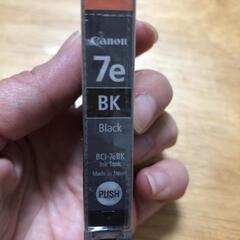 Canon
7e
BK
Black
BCI-7eBK
Ink Tank
Made in Japan
PUSH